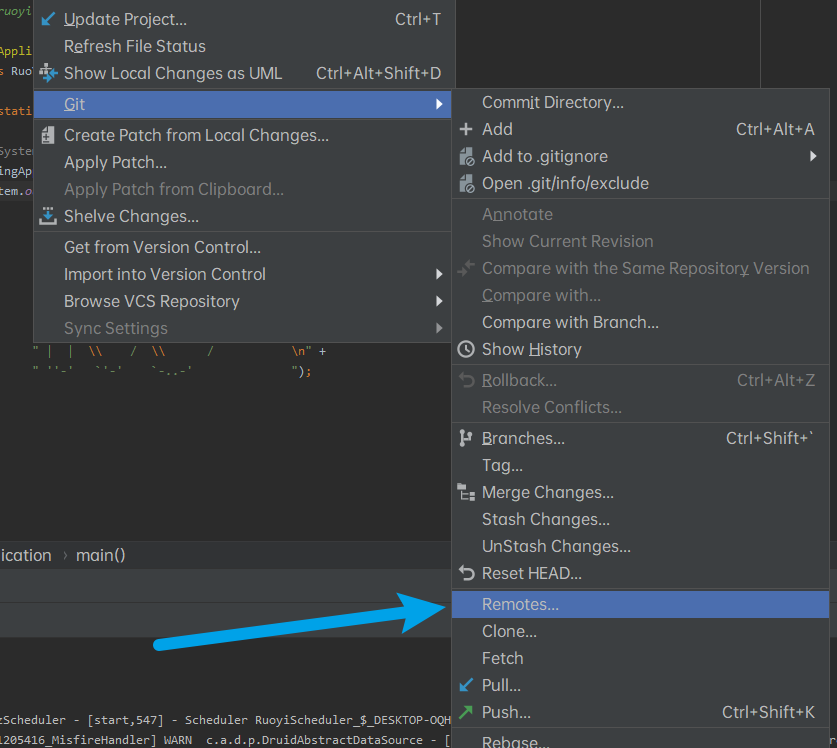 ruoyi
Update Project... Ctrl+T
Refresh File Status
Appli
Show Local Changes as UML Ctrl+Alt+Shift+D
s Ruo
Git
Commit Directory...
stati
Add Ctrl+Alt+A
Create Patch from Local Changes...
System
Add to .gitignore
Apply Patch...
ingAp
Open .git/info/exclude
Apply Patch from Clipboard...
tem.o
Shelve Changes...
Annotate
Show Current Revision
Get from Version Control...
Compare with the Same Repository Version
Import into Version Control
Compare with...
Browse VCS Repository
Compare with Branch...
Sync Settings
Show History
" | | \\ / \\ / \n" +
" ''-' `'-' `-..-' ");
Rollback... Ctrl+Alt+Z
Resolve Conflicts...
Branches... Ctrl+Shift+`
Tag...
Merge Changes...
Stash Changes...
UnStash Changes...
ication › main()
Reset HEAD...
Remotes...
Clone...
Fetch
Pull...
Push... Ctrl+Shift+K
zScheduler - [start,547] - Scheduler RuoyiScheduler_$_DESKTOP-OQH
1205416_MisfireHandler] WARN c.a.d.p.DruidAbstractDataSource - [
Rebase...